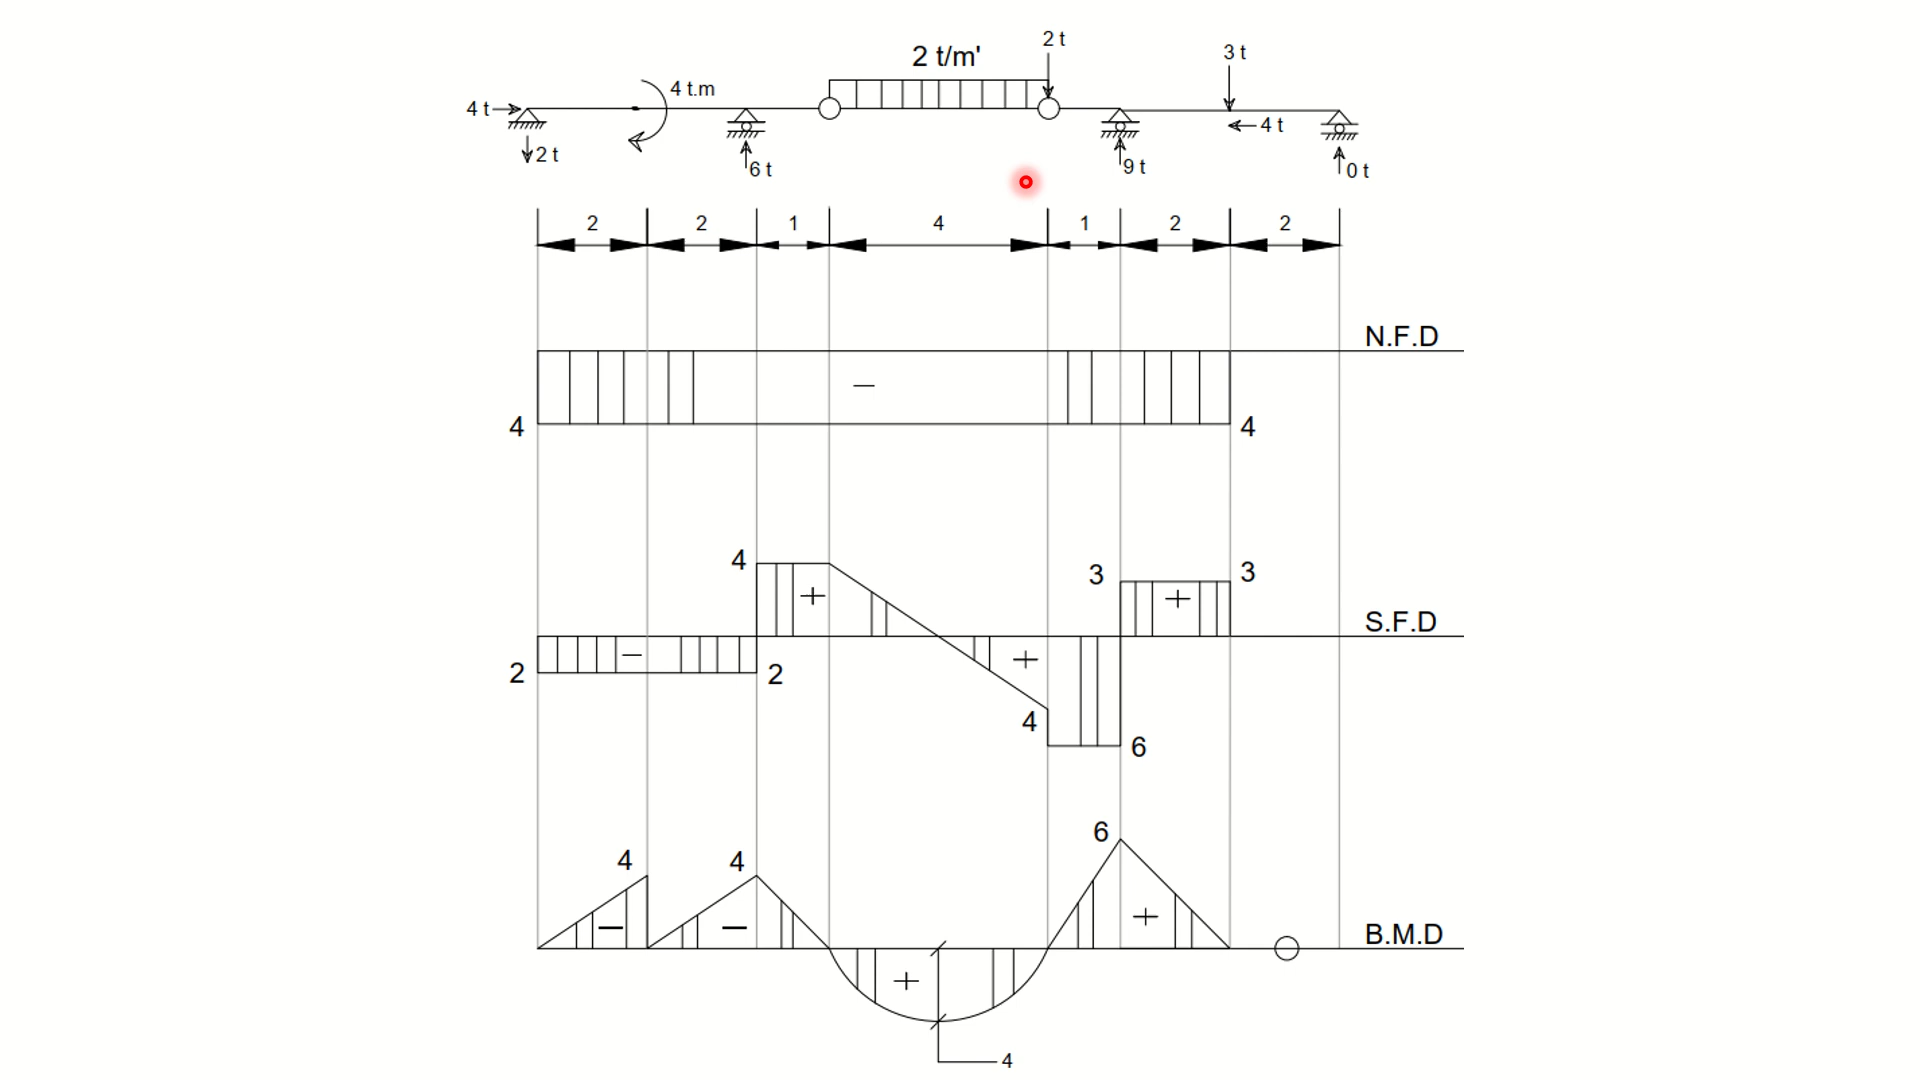 2 t
2 t/m'
3 t
4 t.m
4 t
4 t
2 t
6 t
9 t
0 t
2 2 1 4 1 2 2
N.F.D
−
4 4
4 3 3
+ +
S.F.D
− +
2 2
4
6
6
4 4
+
− −
B.M.D
+
4